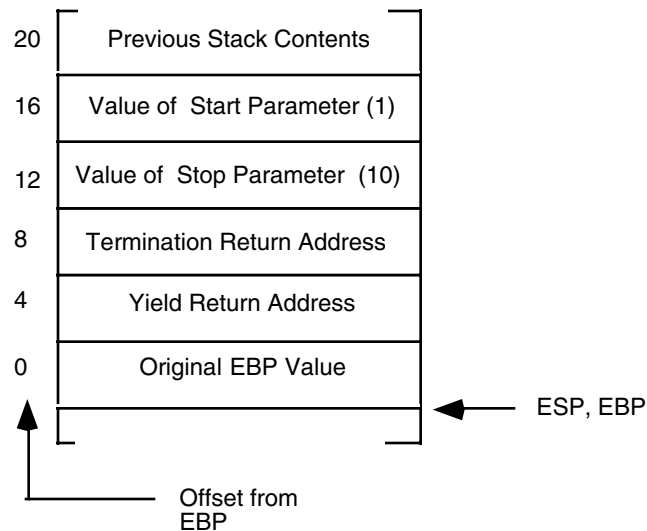 20 Previous Stack Contents
16 Value of Start Parameter (1)
12 Value of Stop Parameter (10)
8 Termination Return Address
4 Yield Return Address
0 Original EBP Value
ESP, EBP
Offset from
EBP